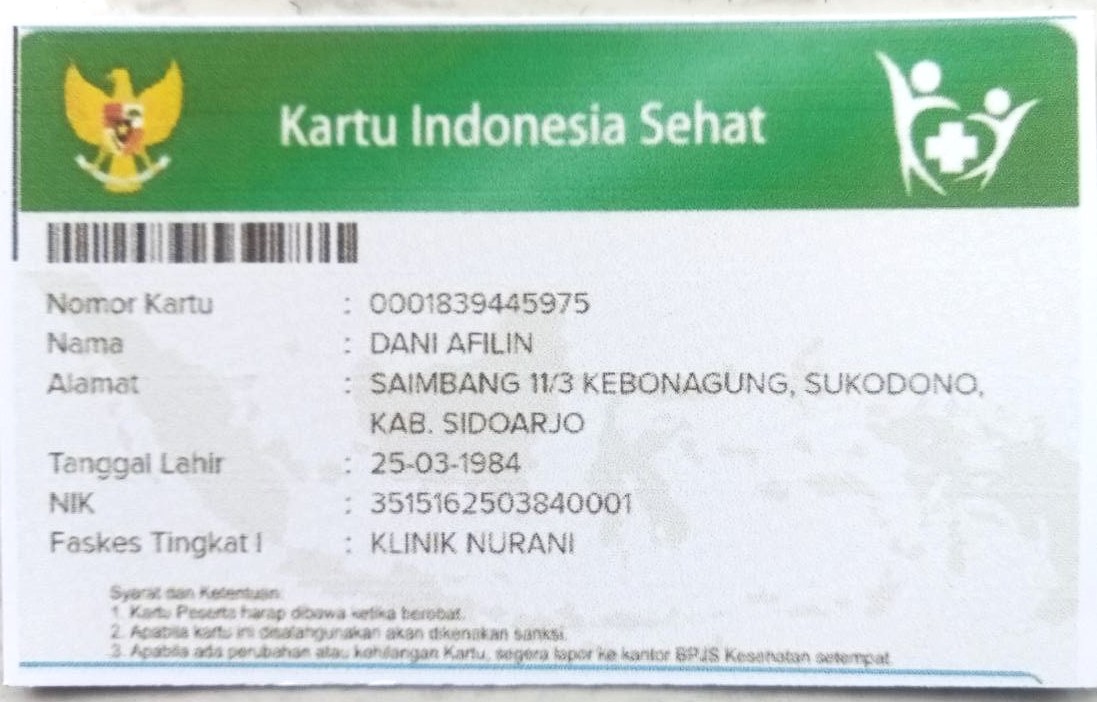 Kartu Indonesia Sehat
Nomor Kartu : 0001839445975
Nama : DANI AFILIN
Alamat : SAIMBANG 11/3 KEBONAGUNG, SUKODONO,
KAB. SIDOARJO
Tanggal Lahir : 25-03-1984
NIK : 3515162503840001
Faskes Tingkat I : KLINIK NURANI
Syarat dan Ketentuan:
1. Kartu Peserta harap dibawa ketika berobat.
2. Apabila kartu ini disalahgunakan akan dikenakan sanksi.
3. Apabila ada perubahan atau kehilangan Kartu, segera lapor ke kantor BPJS Kesehatan setempat